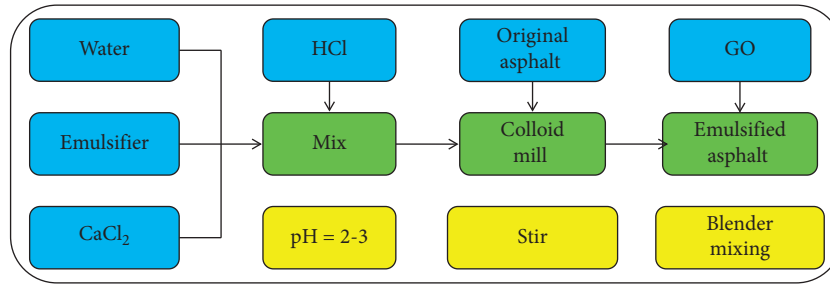 Water
HCl
Original
asphalt
GO
Emulsifier
Mix
Colloid
mill
Emulsified
asphalt
CaCl₂
pH = 2-3
Stir
Blender
mixing